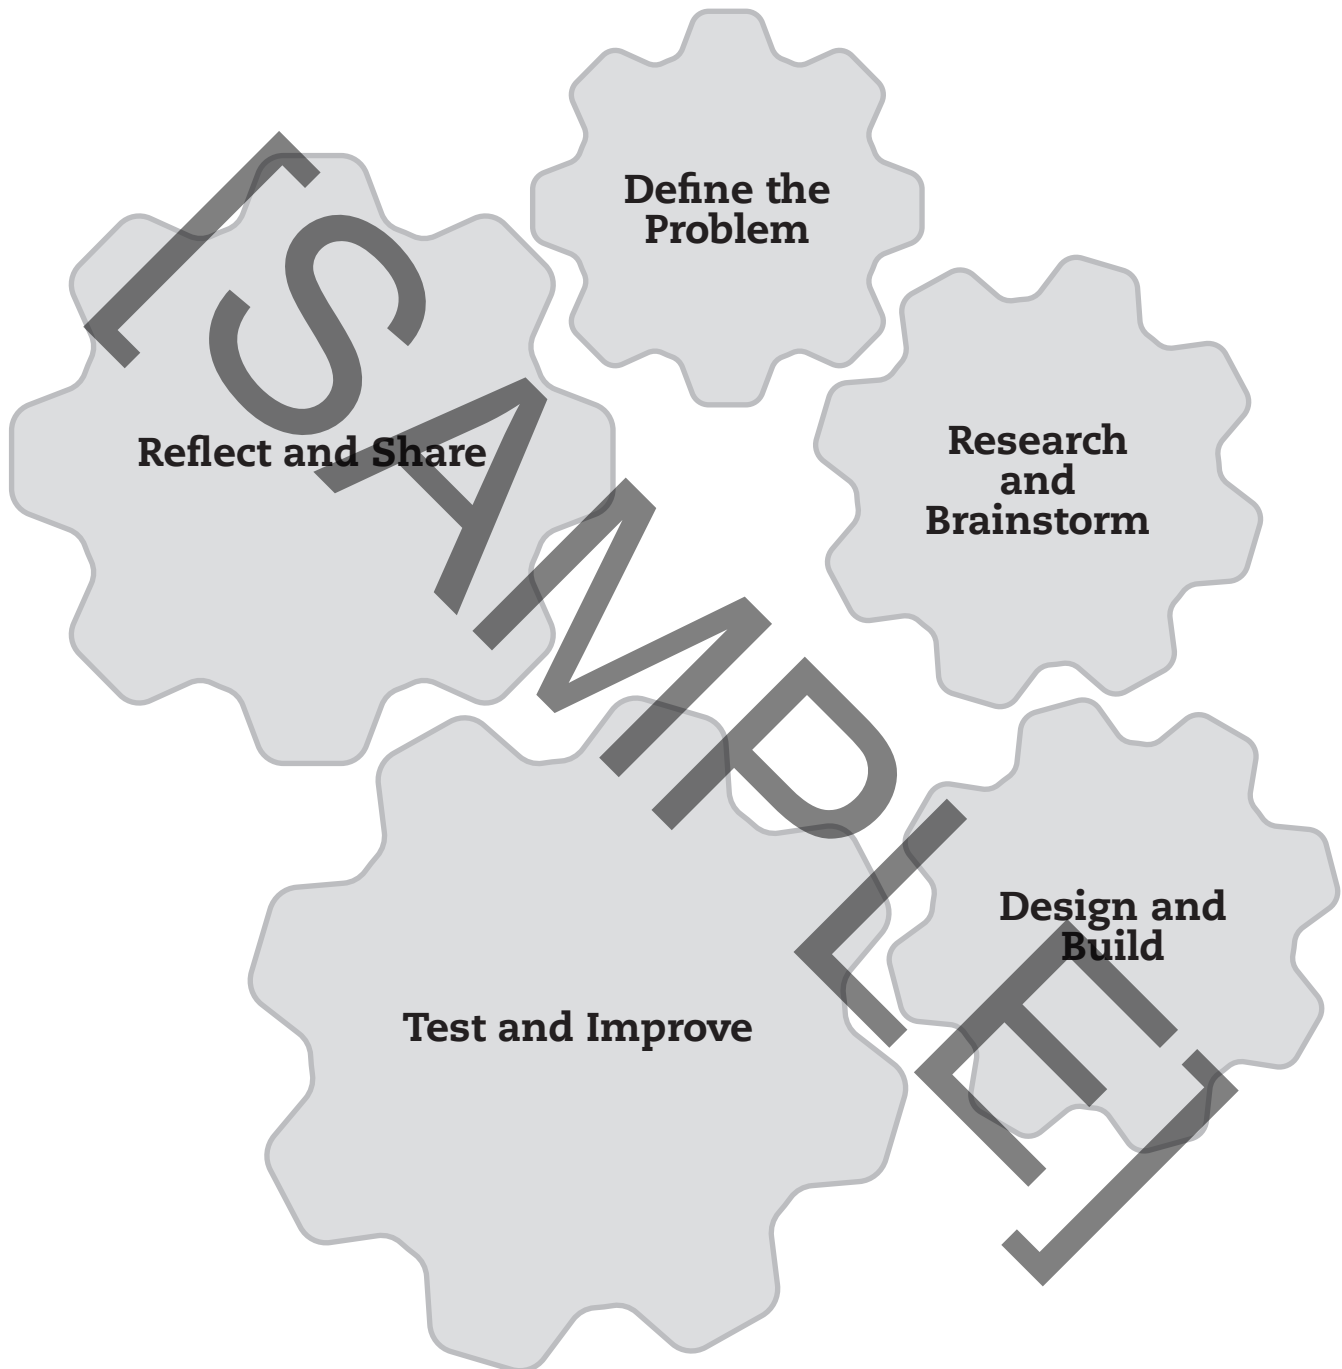 Define the
Problem
Research
and
Brainstorm
Design and
Build
Test and Improve
Reflect and Share
[SAMPLE]